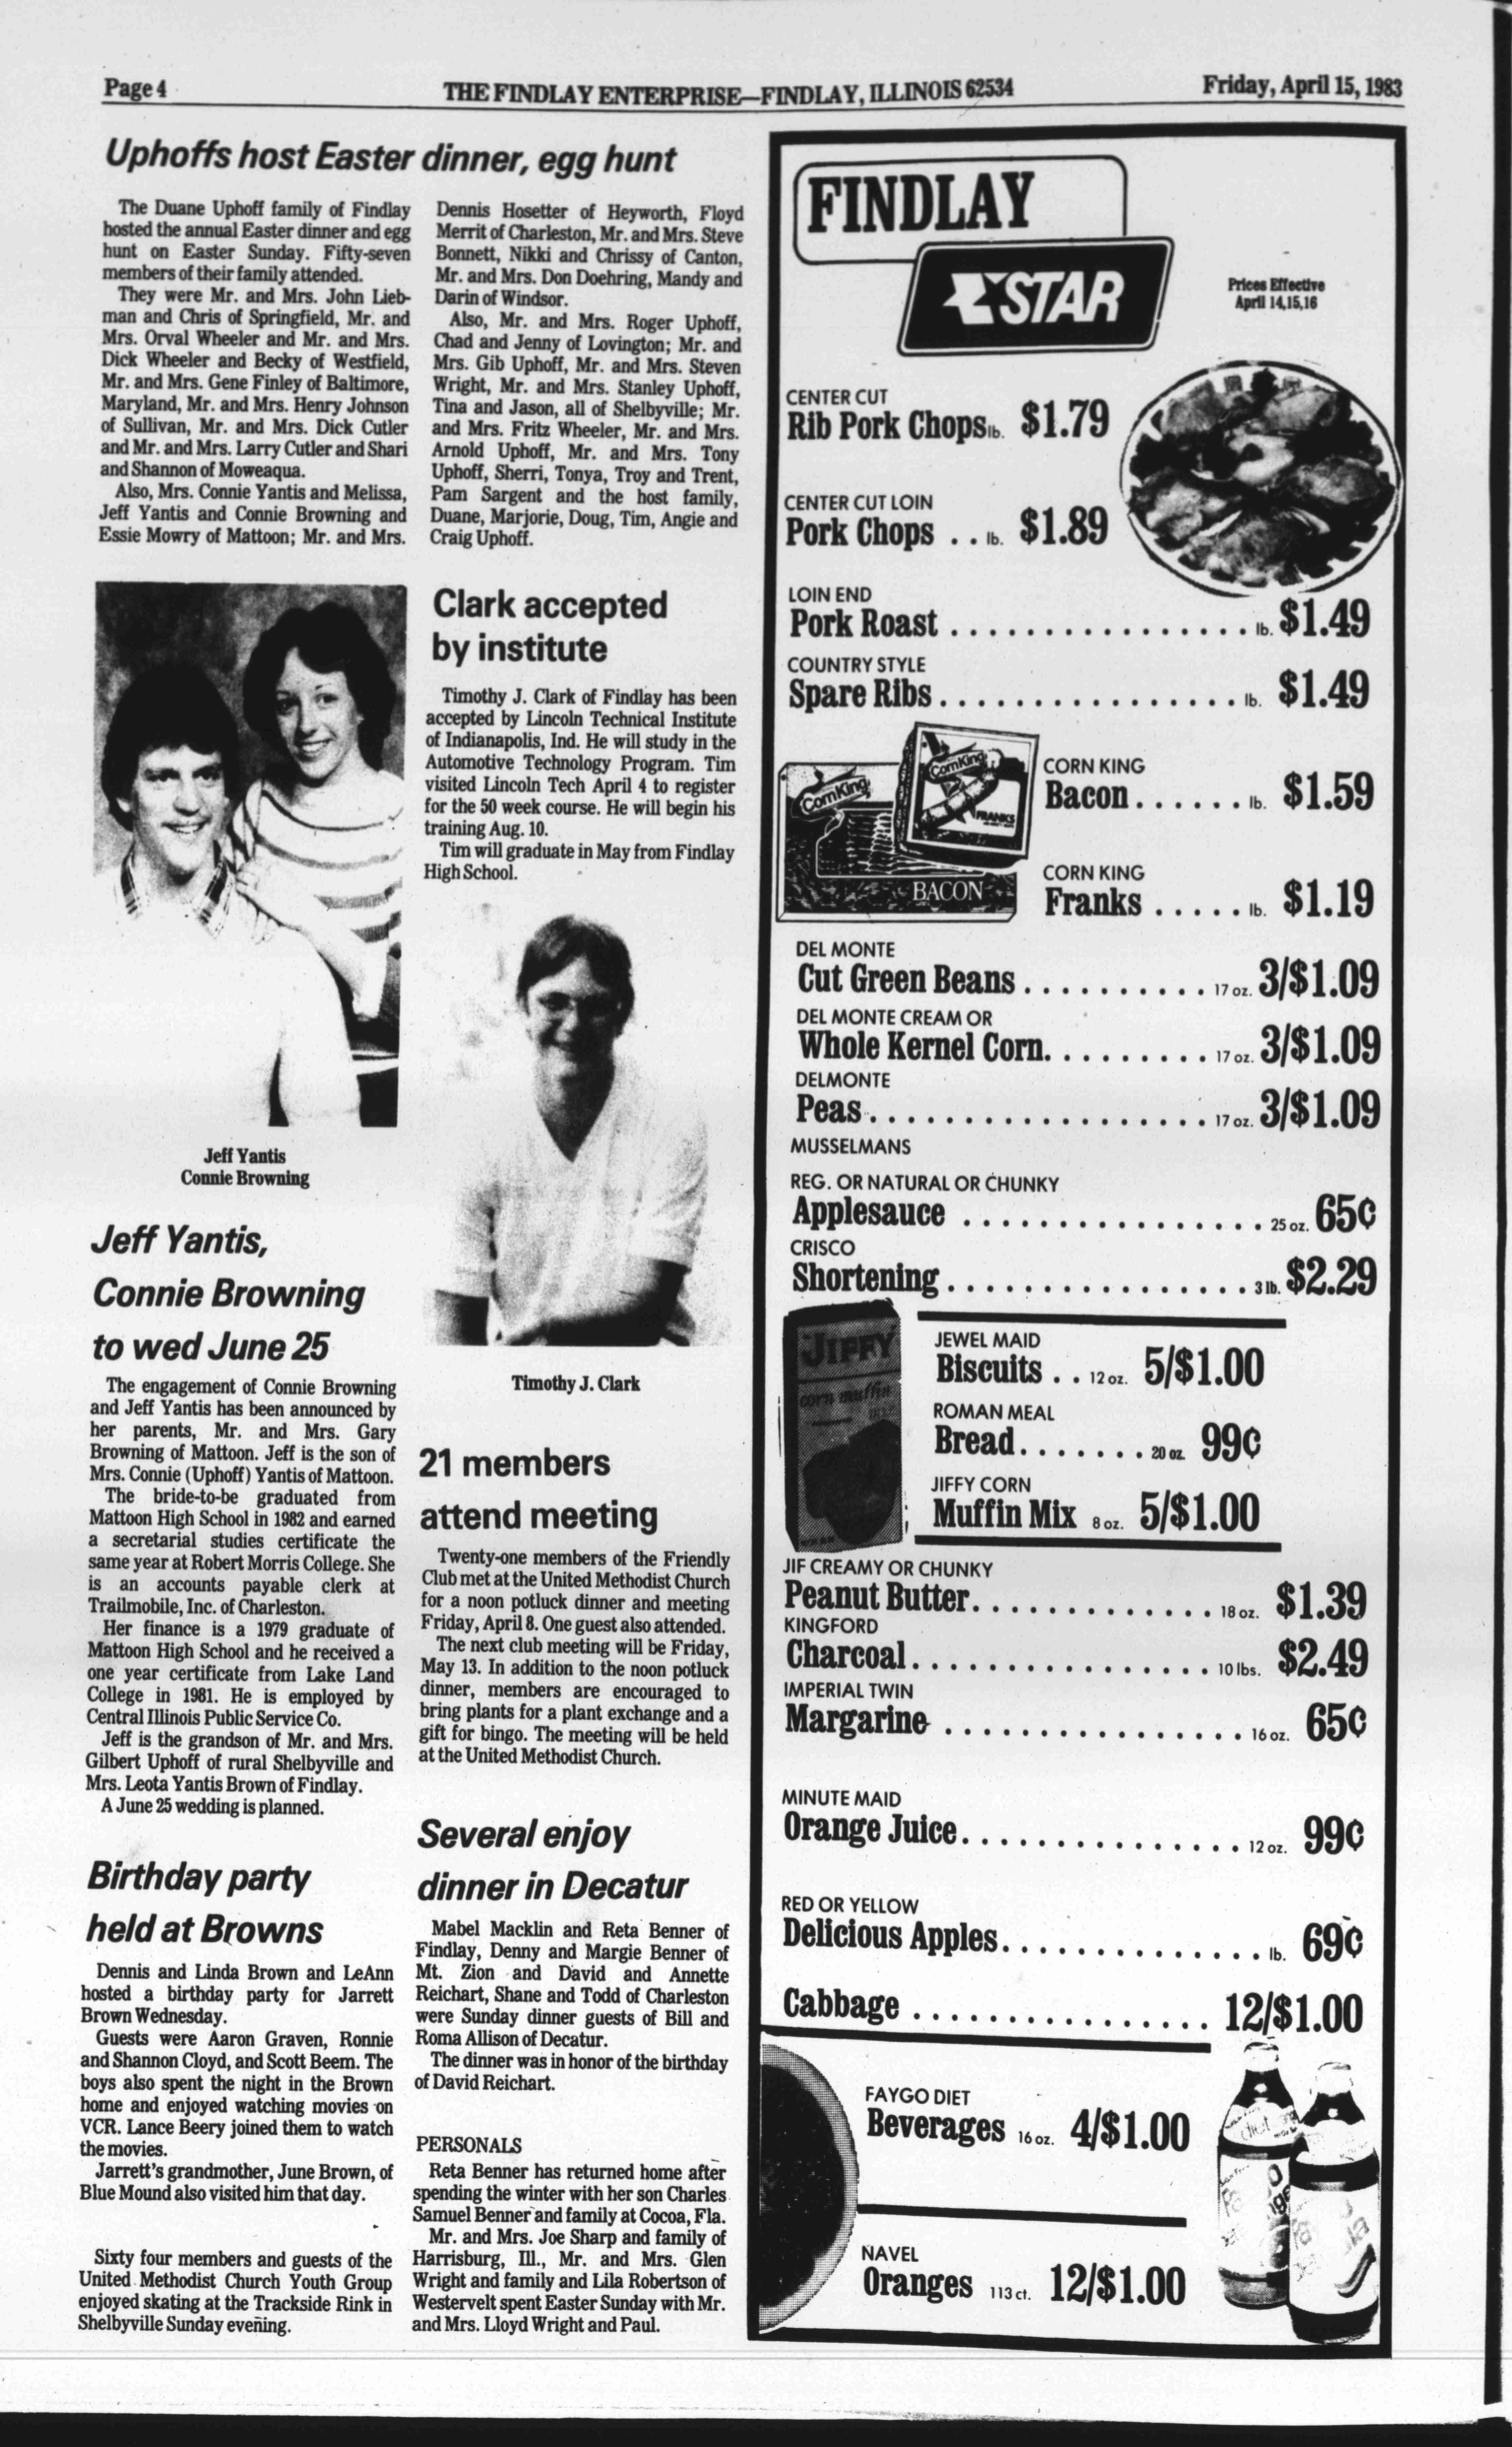 Page 4
THE FINDLAY ENTERPRISE—FINDLAY, ILLINOIS 62534
Friday, April 15, 1983
Uphoffs host Easter dinner, egg hunt
The Duane Uphoff family of Findlay
hosted the annual Easter dinner and egg
hunt on Easter Sunday. Fifty-seven
members of their family attended.
They were Mr. and Mrs. John Lieb-
man and Chris of Springfield, Mr. and
Mrs. Orval Wheeler and Mr. and Mrs.
Dick Wheeler and Becky of Westfield,
Mr. and Mrs. Gene Finley of Baltimore,
Maryland, Mr. and Mrs. Henry Johnson
of Sullivan, Mr. and Mrs. Dick Cutler
and Mr. and Mrs. Larry Cutler and Shari
and Shannon of Moweaqua.
Also, Mrs. Connie Yantis and Melissa,
Jeff Yantis and Connie Browning and
Essie Mowry of Mattoon; Mr. and Mrs.
Dennis Hosetter of Heyworth, Floyd
Merrit of Charleston, Mr. and Mrs. Steve
Bonnett, Nikki and Chrissy of Canton,
Mr. and Mrs. Don Doehring, Mandy and
Darin of Windsor.
Also, Mr. and Mrs. Roger Uphoff,
Chad and Jenny of Lovington; Mr. and
Mrs. Gib Uphoff, Mr. and Mrs. Steven
Wright, Mr. and Mrs. Stanley Uphoff,
Tina and Jason, all of Shelbyville; Mr.
and Mrs. Fritz Wheeler, Mr. and Mrs.
Arnold Uphoff, Mr. and Mrs. Tony
Uphoff, Sherri, Tonya, Troy and Trent,
Pam Sargent and the host family,
Duane, Marjorie, Doug, Tim, Angie and
Craig Uphoff.
Jeff Yantis
Connie Browning
Jeff Yantis,
Connie Browning
to wed June 25
The engagement of Connie Browning
and Jeff Yantis has been announced by
her parents, Mr. and Mrs. Gary
Browning of Mattoon. Jeff is the son of
Mrs. Connie (Uphoff) Yantis of Mattoon.
The bride-to-be graduated from
Mattoon High School in 1982 and earned
a secretarial studies certificate the
same year at Robert Morris College. She
is an accounts payable clerk at
Trailmobile, Inc. of Charleston.
Her finance is a 1979 graduate of
Mattoon High School and he received a
one year certificate from Lake Land
College in 1981. He is employed by
Central Illinois Public Service Co.
Jeff is the grandson of Mr. and Mrs.
Gilbert Uphoff of rural Shelbyville and
Mrs. Leota Yantis Brown of Findlay.
A June 25 wedding is planned.
Birthday party
held at Browns
Dennis and Linda Brown and LeAnn
hosted a birthday party for Jarrett
Brown Wednesday.
Guests were Aaron Graven, Ronnie
and Shannon Cloyd, and Scott Beem. The
boys also spent the night in the Brown
home and enjoyed watching movies on
VCR. Lance Beery joined them to watch
the movies.
Jarrett's grandmother, June Brown, of
Blue Mound also visited him that day.
Sixty four members and guests of the
United Methodist Church Youth Group
enjoyed skating at the Trackside Rink in
Shelbyville Sunday evening.
Clark accepted
by institute
Timothy J. Clark of Findlay has been
accepted by Lincoln Technical Institute
of Indianapolis, Ind. He will study in the
Automotive Technology Program. Tim
visited Lincoln Tech April 4 to register
for the 50 week course. He will begin his
training Aug. 10.
Tim will graduate in May from Findlay
High School.
Timothy J. Clark
21 members
attend meeting
Twenty-one members of the Friendly
Club met at the United Methodist Church
for a noon potluck dinner and meeting
Friday, April 8. One guest also attended.
The next club meeting will be Friday,
May 13. In addition to the noon potluck
dinner, members are encouraged to
bring plants for a plant exchange and a
gift for bingo. The meeting will be held
at the United Methodist Church.
Several enjoy
dinner in Decatur
Mabel Macklin and Reta Benner of
Findlay, Denny and Margie Benner of
Mt. Zion and David and Annette
Reichart, Shane and Todd of Charleston
were Sunday dinner guests of Bill and
Roma Allison of Decatur.
The dinner was in honor of the birthday
of David Reichart.
PERSONALS
Reta Benner has returned home after
spending the winter with her son Charles
Samuel Benner and family at Cocoa, Fla.
Mr. and Mrs. Joe Sharp and family of
Harrisburg, Ill., Mr. and Mrs. Glen
Wright and family and Lila Robertson of
Westervelt spent Easter Sunday with Mr.
and Mrs. Lloyd Wright and Paul.
FINDLAY
STAR
Prices Effective
April 14,15,16
CENTER CUT
Rib Pork Chops lb. $1.79
CENTER CUT LOIN
Pork Chops . . lb. $1.89
LOIN END
Pork Roast . . . . . . . . . . . . . . . . lb. $1.49
COUNTRY STYLE
Spare Ribs . . . . . . . . . . . . . . . . lb. $1.49
CornKing
CornKing
FRANKS
BACON
CORN KING
Bacon . . . . . . lb. $1.59
CORN KING
Franks . . . . . lb. $1.19
DEL MONTE
Cut Green Beans . . . . . . . . . . 17 oz. 3/$1.09
DEL MONTE CREAM OR
Whole Kernel Corn. . . . . . . . . 17 oz. 3/$1.09
DELMONTE
Peas . . . . . . . . . . . . . . . . . . 17 oz. 3/$1.09
MUSSELMANS
REG. OR NATURAL OR CHUNKY
Applesauce . . . . . . . . . . . . . . . . 25 oz. 65¢
CRISCO
Shortening . . . . . . . . . . . . . . . . 3 lb. $2.29
JIFFY
corn muffin
JEWEL MAID
Biscuits . . 12 oz. 5/$1.00
ROMAN MEAL
Bread . . . . . . . 20 oz. 99¢
JIFFY CORN
Muffin Mix 8 oz. 5/$1.00
JIF CREAMY OR CHUNKY
Peanut Butter. . . . . . . . . . . . . 18 oz. $1.39
KINGFORD
Charcoal . . . . . . . . . . . . . . . . 10 lbs. $2.49
IMPERIAL TWIN
Margarine . . . . . . . . . . . . . . . . 16 oz. 65¢
MINUTE MAID
Orange Juice. . . . . . . . . . . . . . . 12 oz. 99¢
RED OR YELLOW
Delicious Apples. . . . . . . . . . . . . . lb. 69¢
Cabbage . . . . . . . . . . . . . . . . 12/$1.00
FAYGO DIET
Beverages 16 oz. 4/$1.00
diet
NAVEL
Oranges 113 ct. 12/$1.00